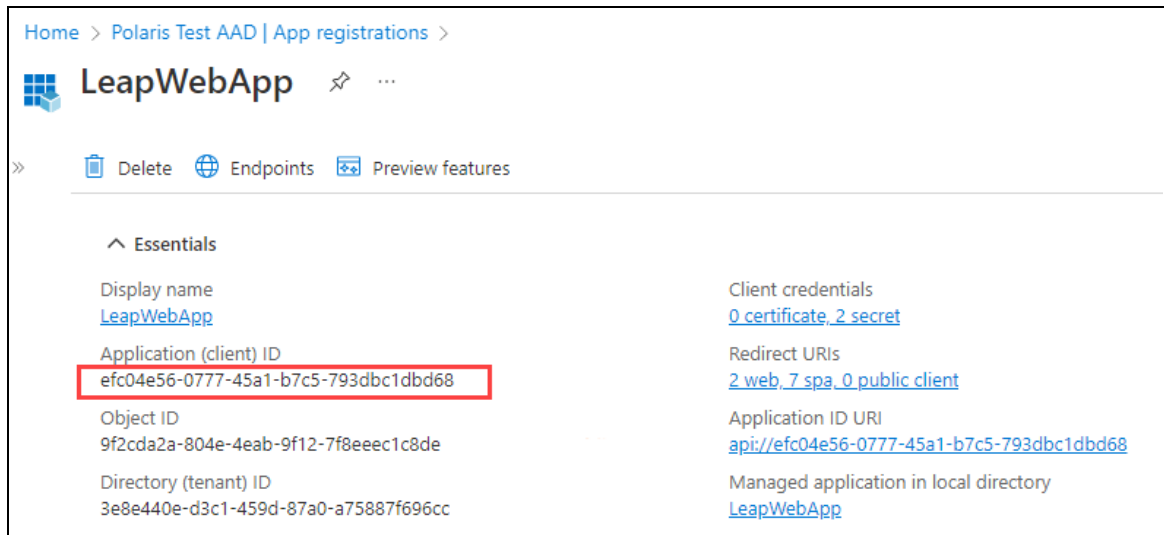 Home > Polaris Test AAD | App registrations >
LeapWebApp
Delete Endpoints Preview features
Essentials
Display name
LeapWebApp
Application (client) ID
efc04e56-0777-45a1-b7c5-793dbc1dbd68
Object ID
9f2cda2a-804e-4eab-9f12-7f8eeec1c8de
Directory (tenant) ID
3e8e440e-d3c1-459d-87a0-a75887f696cc
Client credentials
0 certificate, 2 secret
Redirect URIs
2 web, 7 spa, 0 public client
Application ID URI
api://efc04e56-0777-45a1-b7c5-793dbc1dbd68
Managed application in local directory
LeapWebApp